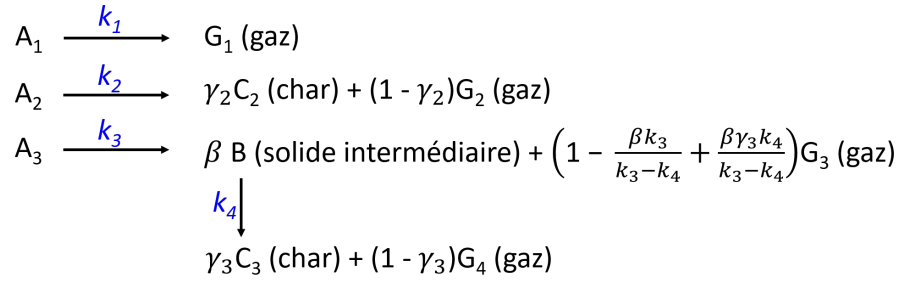 A₁ k₁ G₁ (gaz)
A₂ k₂ γ₂C₂ (char) + (1 - γ₂)G₂ (gaz)
A₃ k₃ β B (solide intermédiaire) + (1 − βk₃/(k₃−k₄) + βγ₃k₄/(k₃−k₄))G₃ (gaz)
k₄
γ₃C₃ (char) + (1 - γ₃)G₄ (gaz)